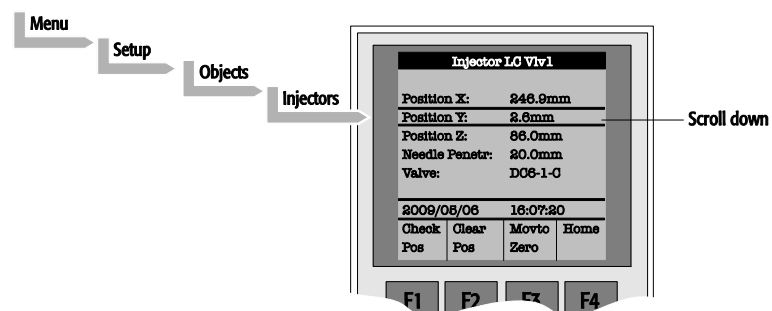 Menu
Setup
Objects
Injectors
Injector LC Vlv1
Position X: 246.9mm
Position Y: 2.6mm
Scroll down
Position Z: 86.0mm
Needle Penetr: 20.0mm
Valve: DC6-1-C
2009/05/06 16:07:20
Check Clear Movto Home
Pos Pos Zero
F1 F2 F3 F4